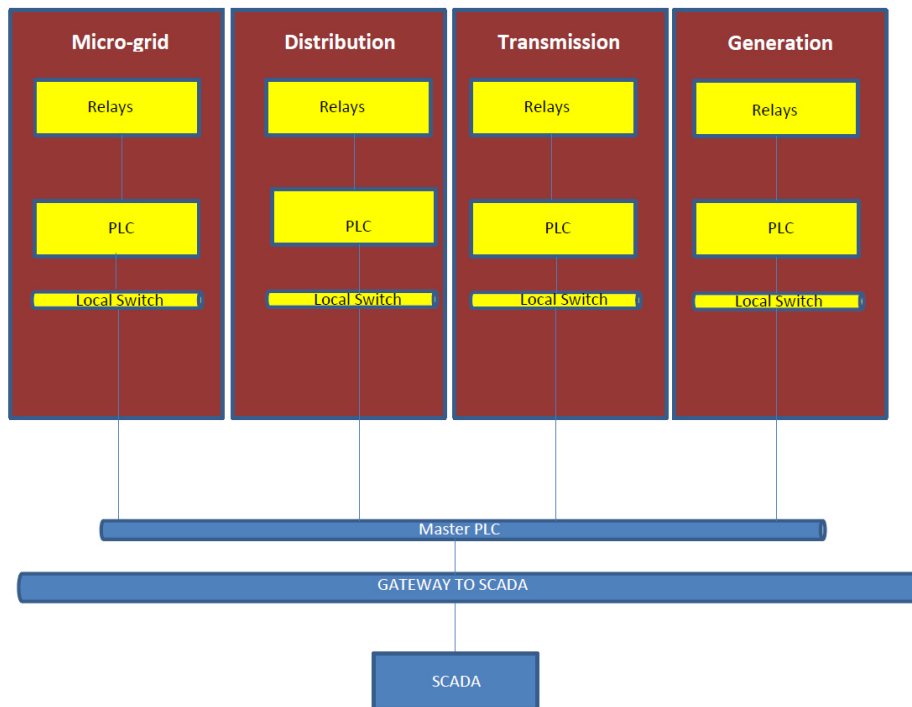 Micro-grid
Distribution
Transmission
Generation
Relays
Relays
Relays
Relays
PLC
PLC
PLC
PLC
Local Switch
Local Switch
Local Switch
Local Switch
Master PLC
GATEWAY TO SCADA
SCADA